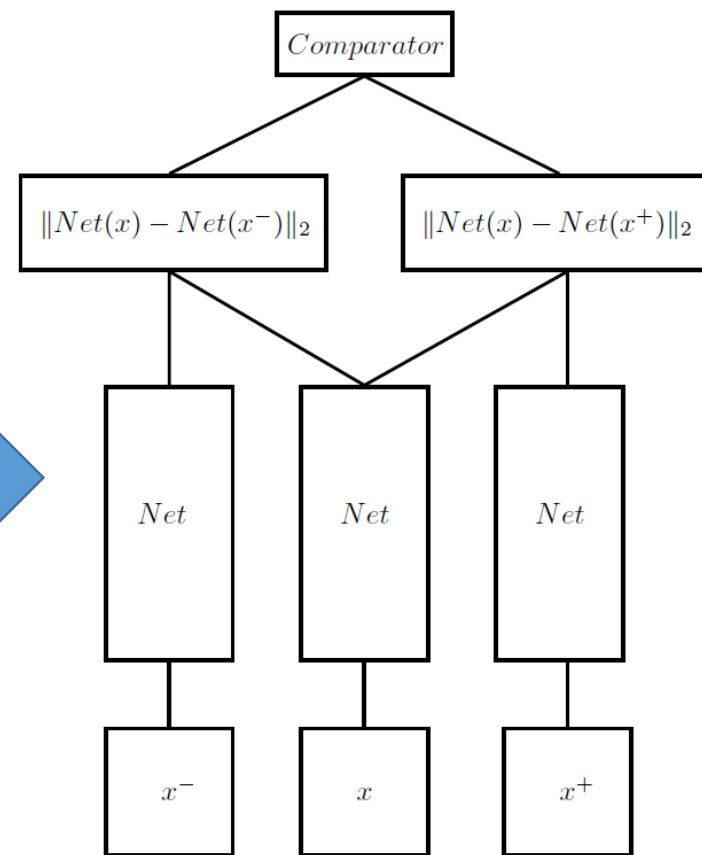 Comparator
‖Net(x) − Net(x⁻)‖₂ ‖Net(x) − Net(x⁺)‖₂
Net Net Net
x⁻ x x⁺